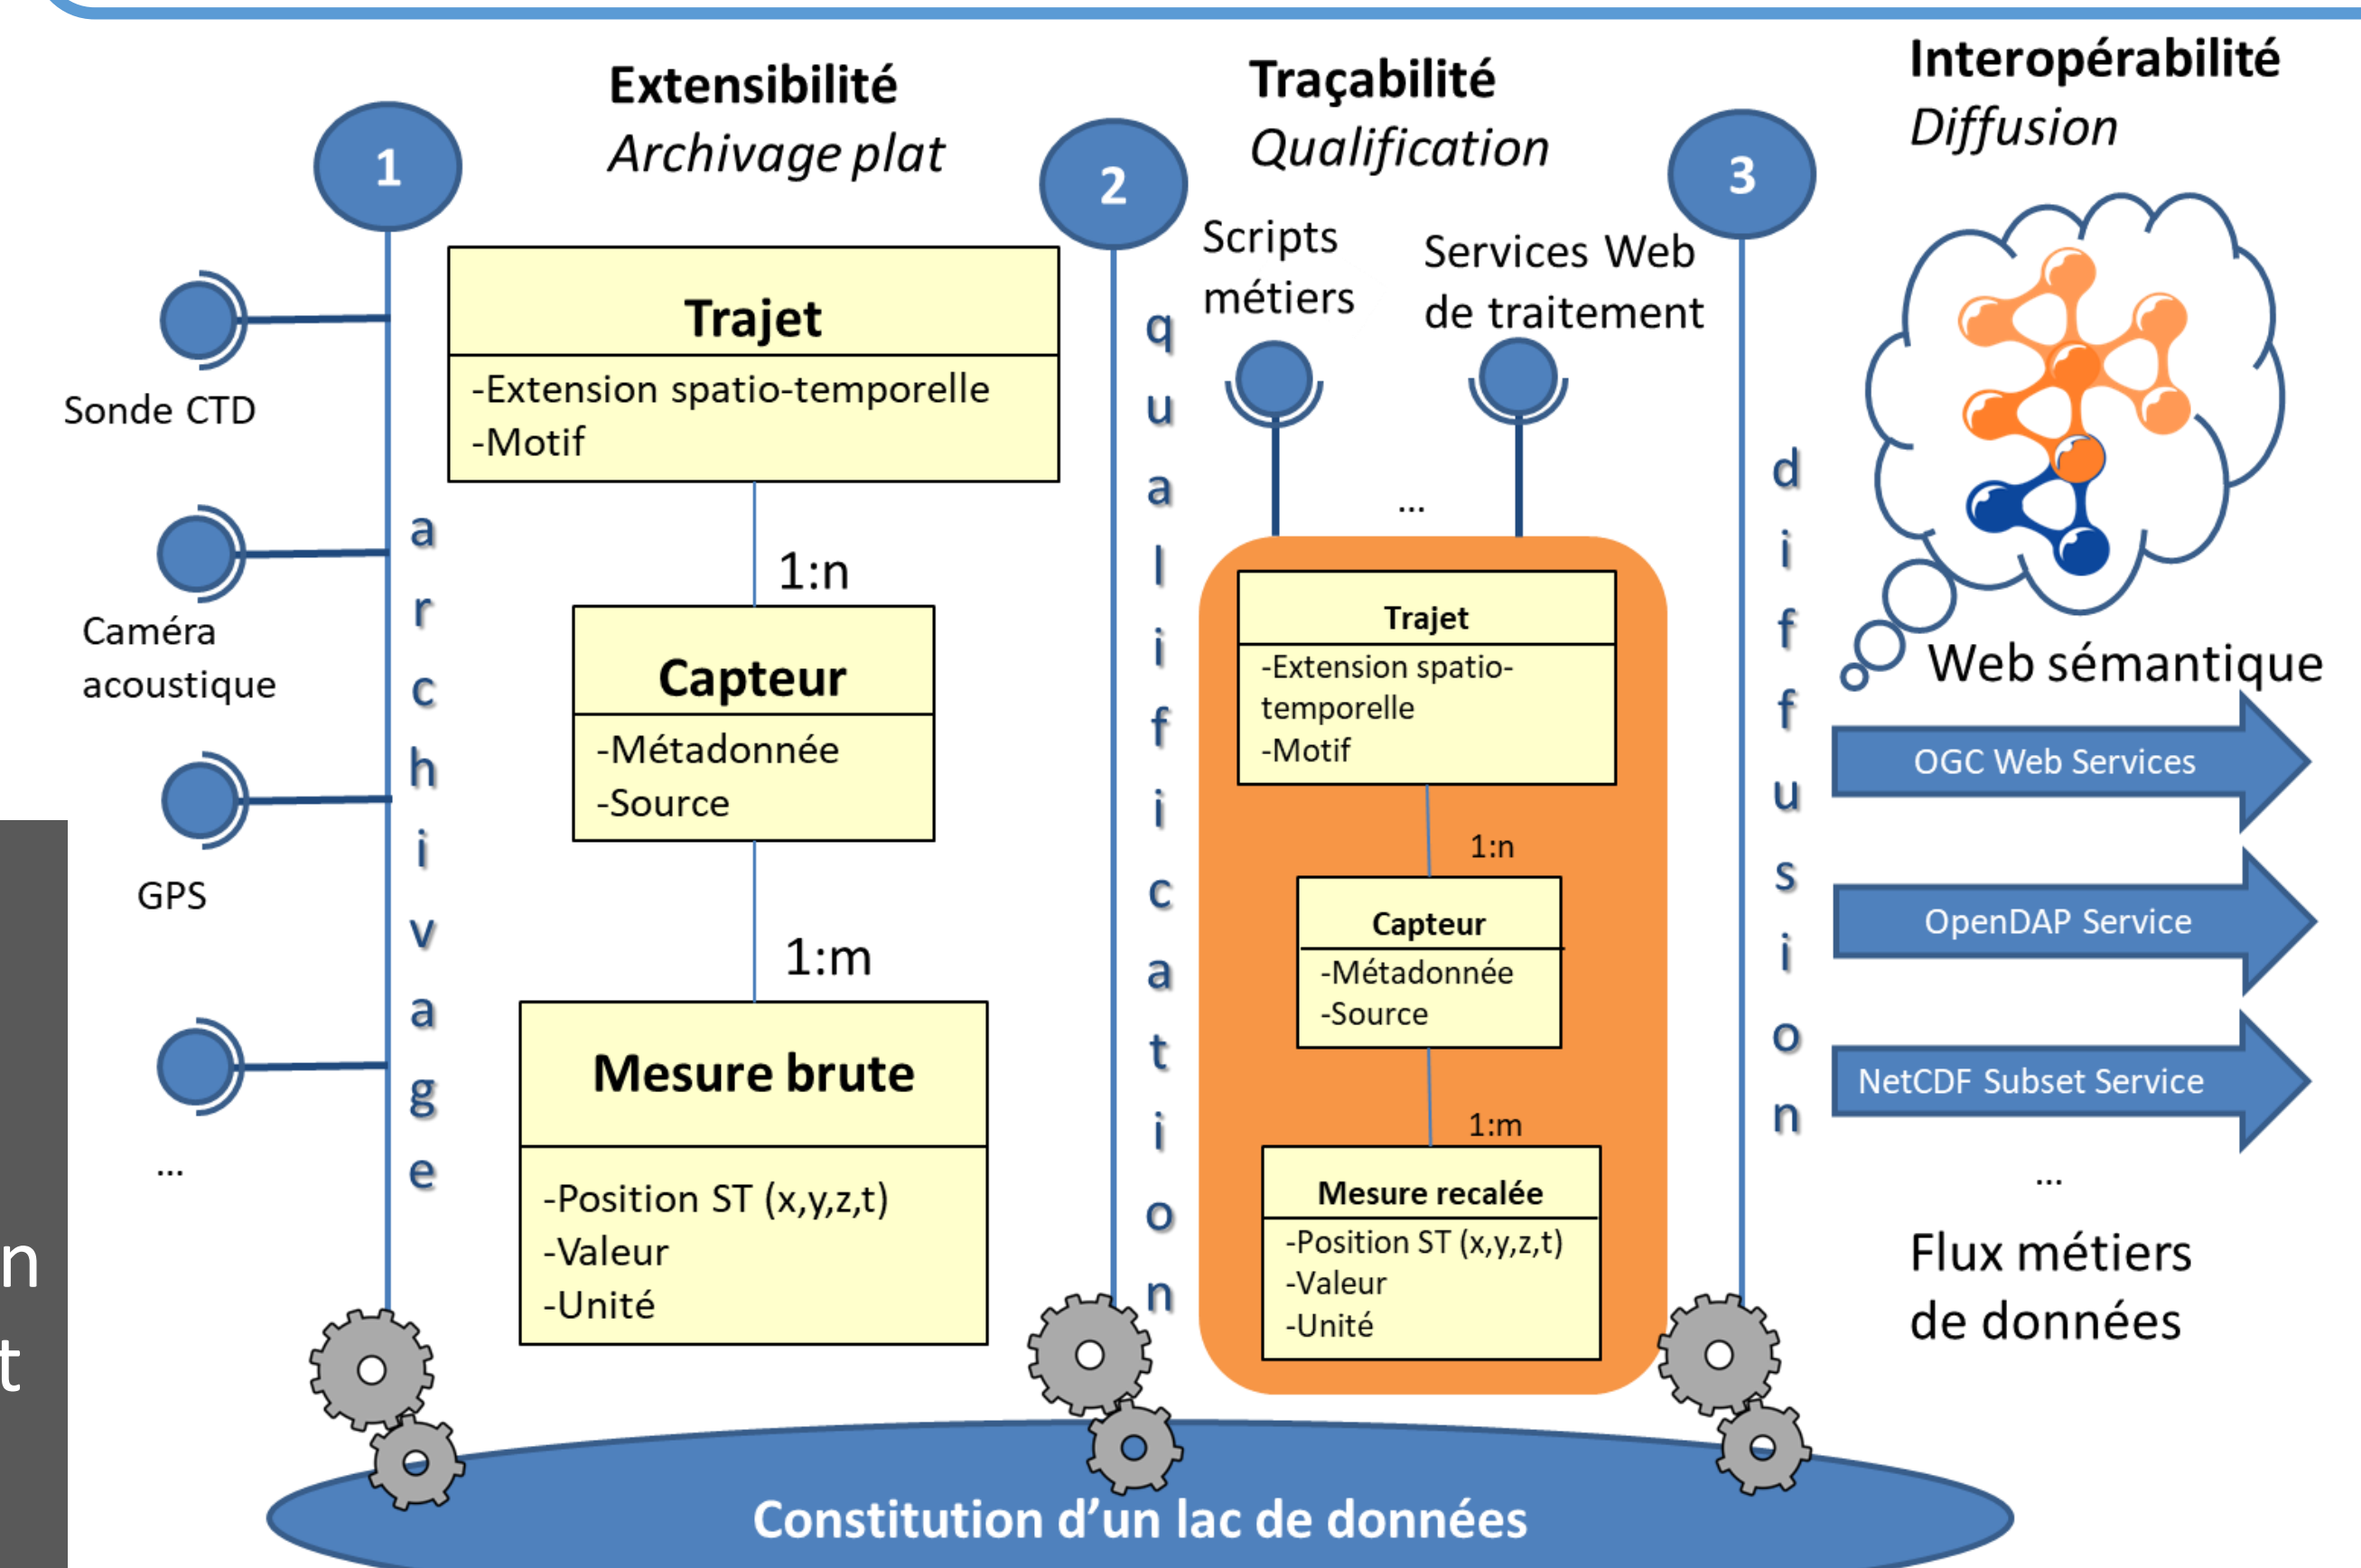 1
Extensibilité
Archivage plat
Sonde CTD
Caméra
acoustique
GPS
...
archivage
Trajet
-Extension spatio-temporelle
-Motif
1:n
Capteur
-Métadonnée
-Source
1:m
Mesure brute
-Position ST (x,y,z,t)
-Valeur
-Unité
2
Traçabilité
Qualification
qualification
Scripts
métiers
Services Web
de traitement
...
Trajet
-Extension spatio-
temporelle
-Motif
1:n
Capteur
-Métadonnée
-Source
1:m
Mesure recalée
-Position ST (x,y,z,t)
-Valeur
-Unité
3
Interopérabilité
Diffusion
diffusion
Web sémantique
OGC Web Services
OpenDAP Service
NetCDF Subset Service
...
Flux métiers
de données
Constitution d’un lac de données
n
t